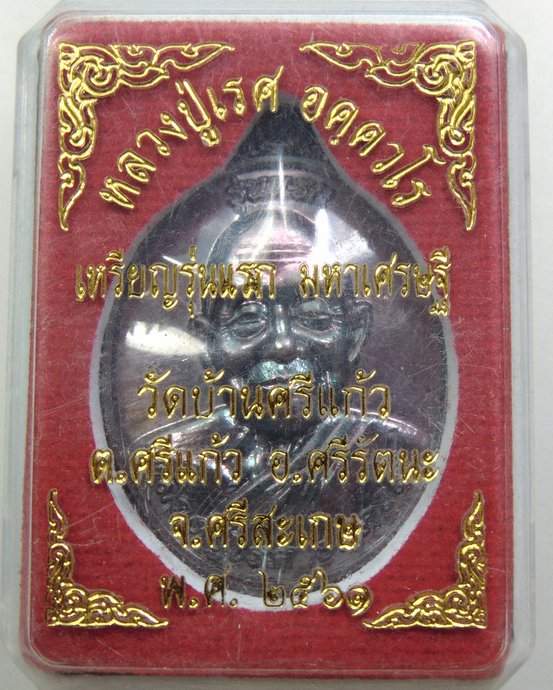 หลวงปู่เรศ อคฺควโร
เหรียญรุ่นแรก มหาเศรษฐี
วัดบ้านศรีแก้ว
ต.ศรีแก้ว อ.ศรีรัตนะ
จ.ศรีสะเกษ
พ.ศ. ๒๕๖๑